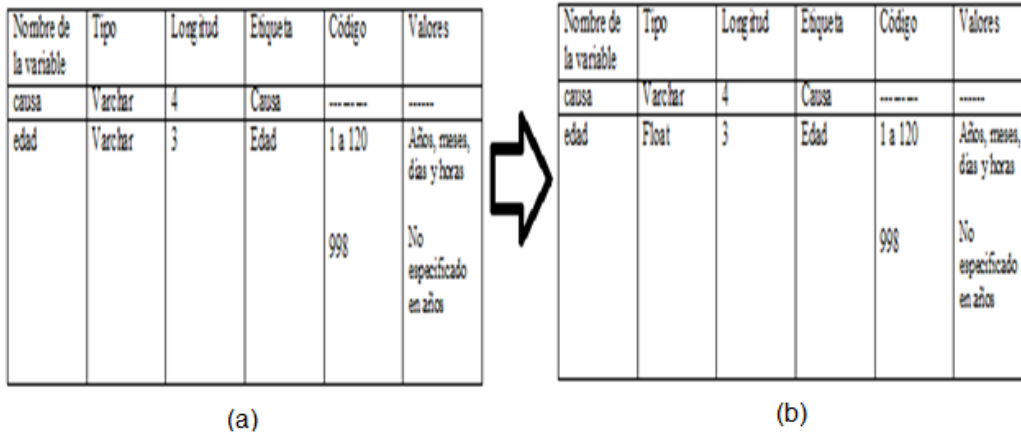 Nombre de la variable Tipo Longitud Etiqueta Código Valores
causa Varchar 4 Causa --------- ------
edad Varchar 3 Edad 1 a 120 Años, meses, días y horas
998 No especificado en años
(a)
Nombre de la variable Tipo Longitud Etiqueta Código Valores
causa Varchar 4 Causa --------- ------
edad Float 3 Edad 1 a 120 Años, meses, días y horas
998 No especificado en años
(b)